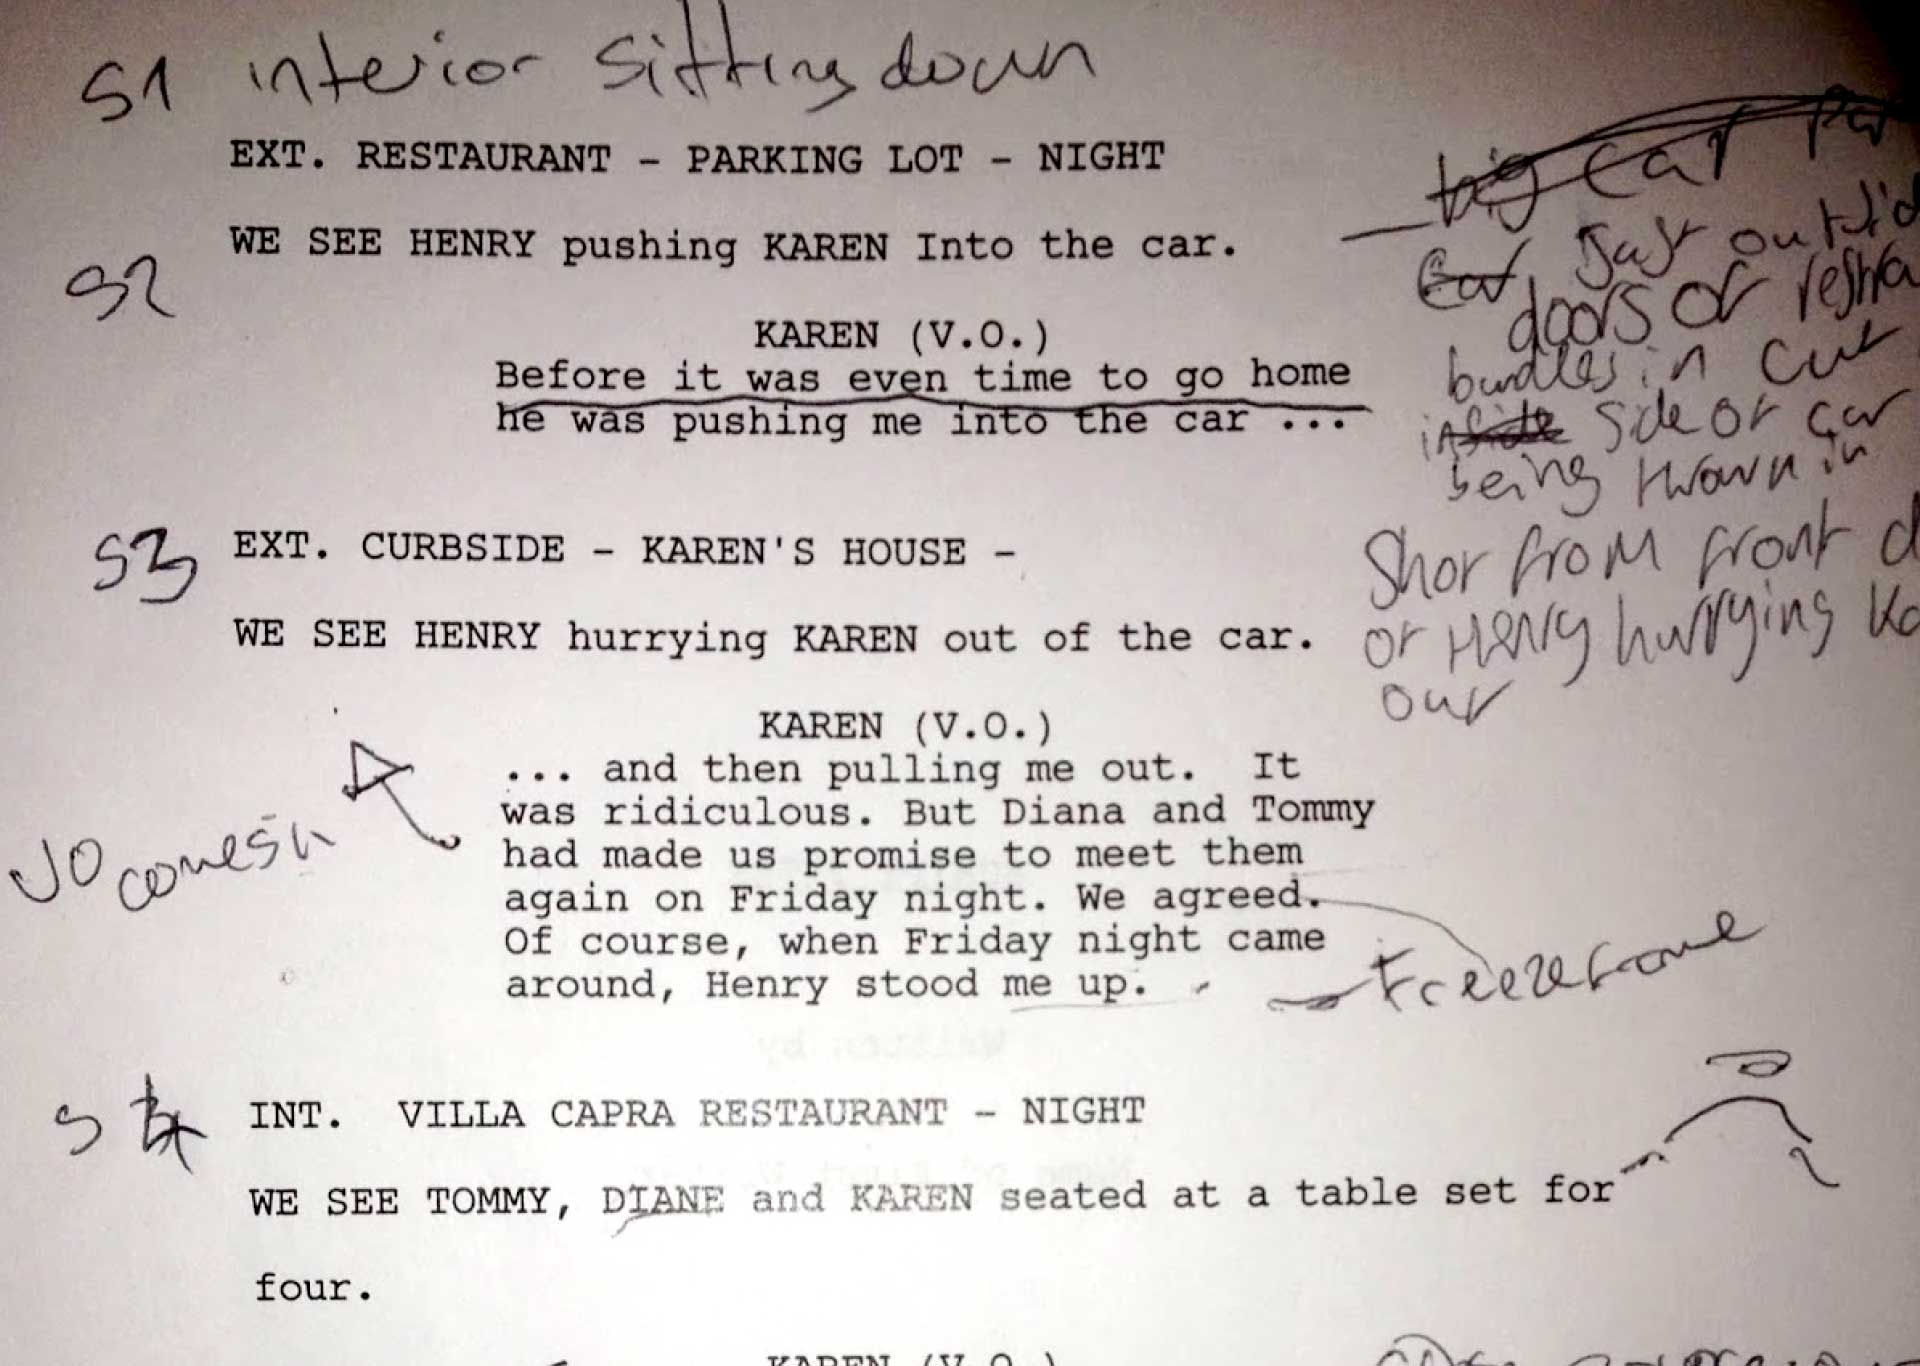 S1 interior sitting down
EXT. RESTAURANT - PARKING LOT - NIGHT
big car
WE SEE HENRY pushing KAREN Into the car.
S2
Car Just outsid
doors of restra
KAREN (V.O.)
bundles in cut
Before it was even time to go home
inside side of car
he was pushing me into the car ...
being thrown in
S3 EXT. CURBSIDE - KAREN'S HOUSE -
Shot from front d
WE SEE HENRY hurrying KAREN out of the car.
of Henry hurrying Ka
out
KAREN (V.O.)
... and then pulling me out. It
was ridiculous. But Diana and Tommy
VO comes in
had made us promise to meet them
again on Friday night. We agreed.
Of course, when Friday night came
around, Henry stood me up.
Freezeframe
S4 INT. VILLA CAPRA RESTAURANT - NIGHT
WE SEE TOMMY, DIANE and KAREN seated at a table set for
four.
KAREN (V.O.)